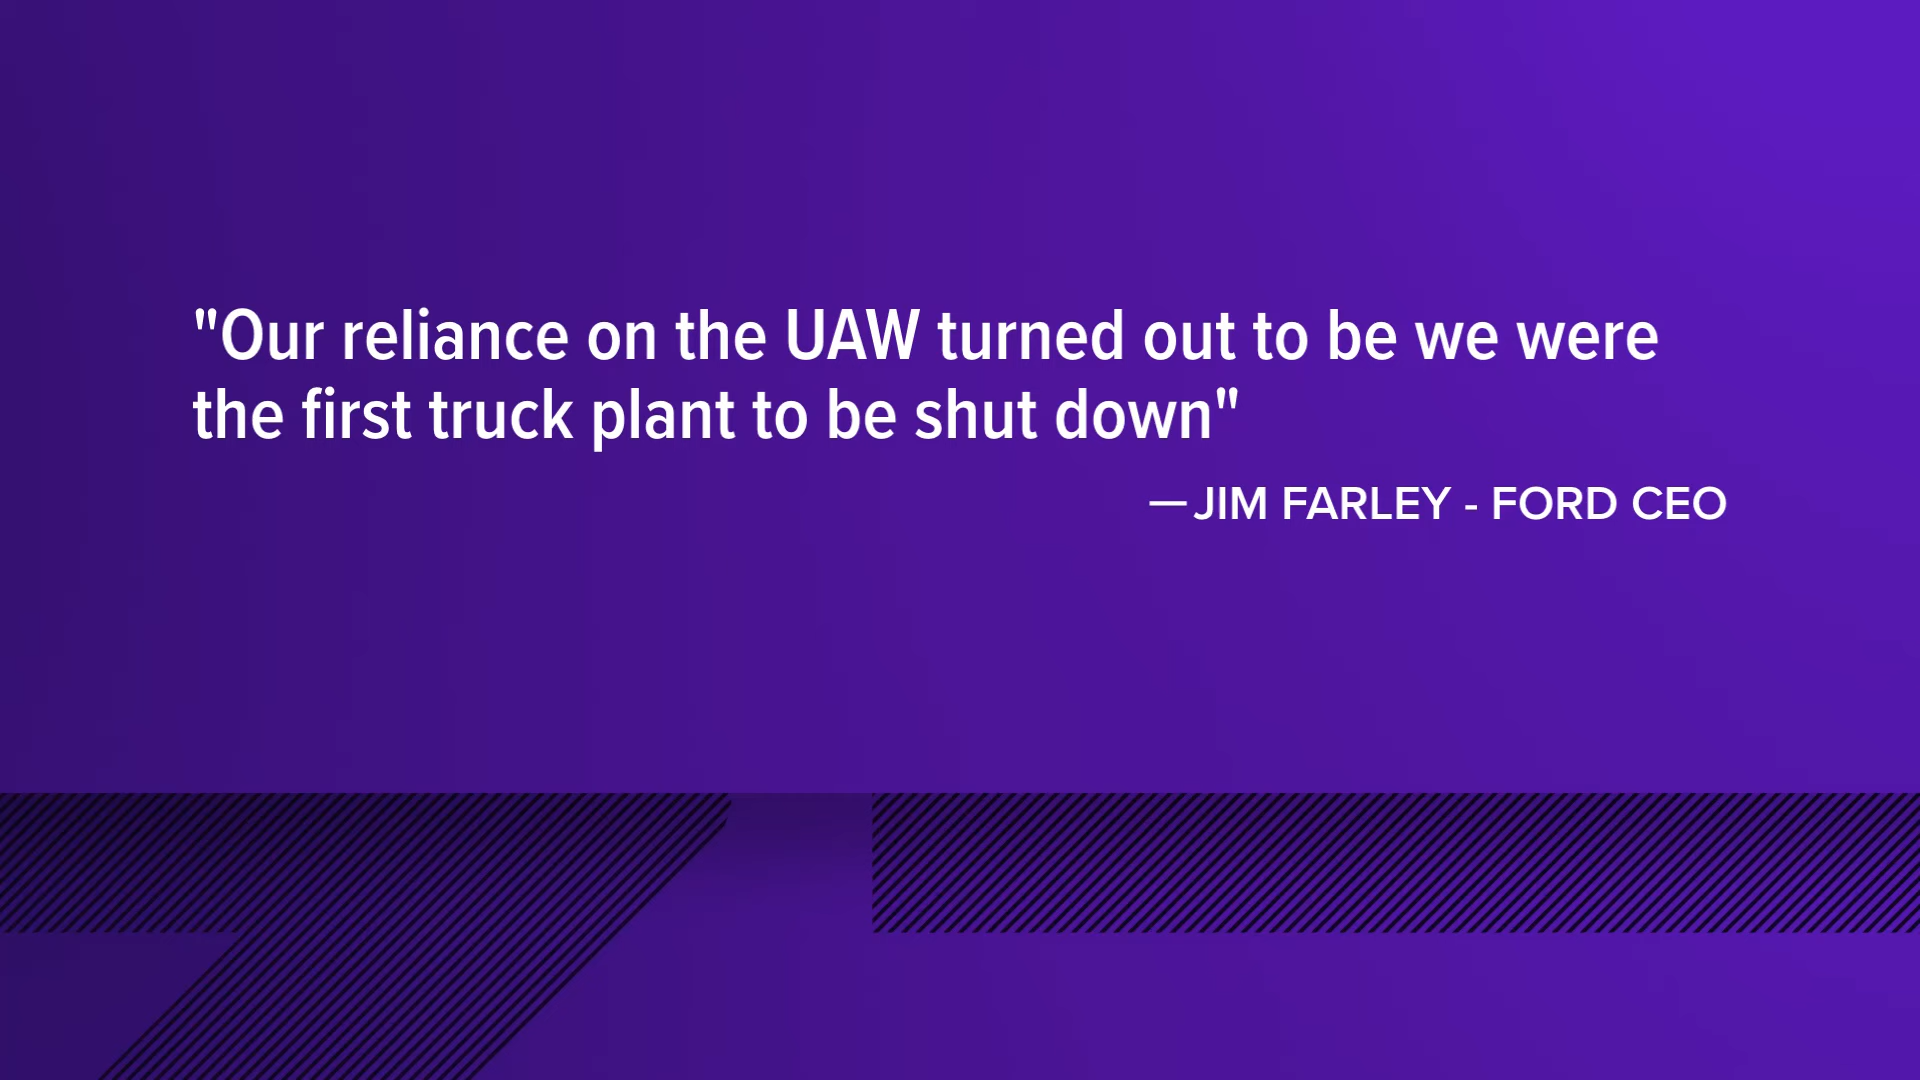 "Our reliance on the UAW turned out to be we were
the first truck plant to be shut down"
—JIM FARLEY - FORD CEO